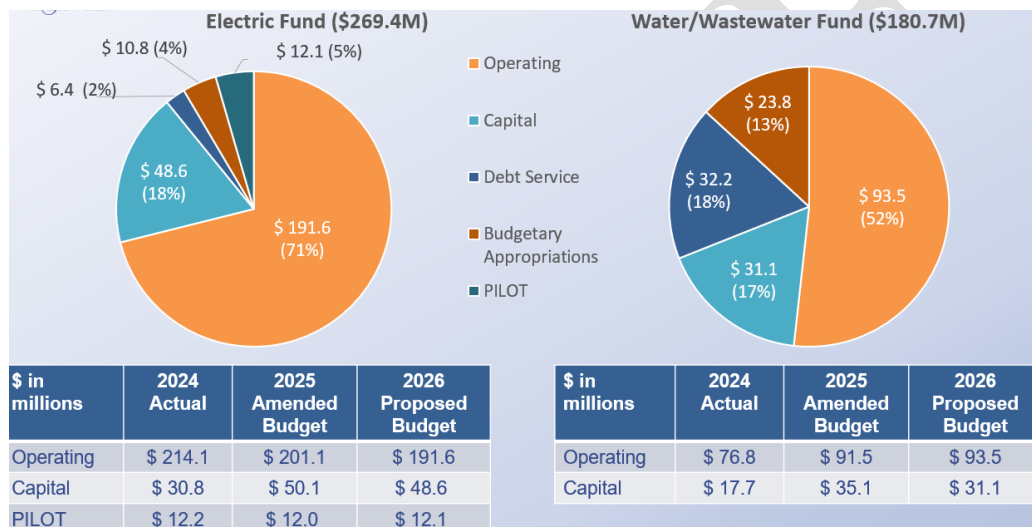 Electric Fund ($269.4M)
Water/Wastewater Fund ($180.7M)
$ 10.8 (4%)
$ 12.1 (5%)
$ 6.4 (2%)
$ 48.6
(18%)
$ 191.6
(71%)
Operating
Capital
Debt Service
Budgetary
Appropriations
PILOT
$ 23.8
(13%)
$ 32.2
(18%)
$ 93.5
(52%)
$ 31.1
(17%)
$ in millions 2024 Actual 2025 Amended Budget 2026 Proposed Budget
Operating $ 214.1 $ 201.1 $ 191.6
Capital $ 30.8 $ 50.1 $ 48.6
PILOT $ 12.2 $ 12.0 $ 12.1
$ in millions 2024 Actual 2025 Amended Budget 2026 Proposed Budget
Operating $ 76.8 $ 91.5 $ 93.5
Capital $ 17.7 $ 35.1 $ 31.1